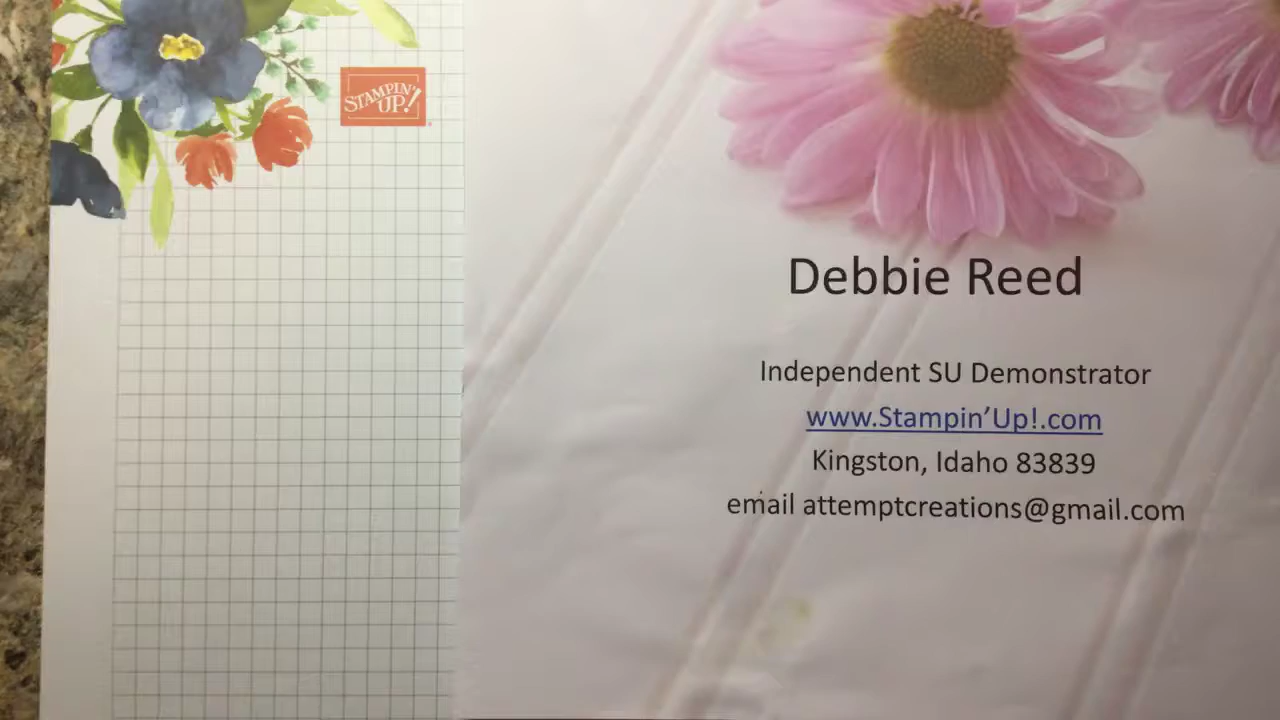 STAMPIN'
UP!
Debbie Reed
Independent SU Demonstrator
www.Stampin’Up!.com
Kingston, Idaho 83839
email attemptcreations@gmail.com